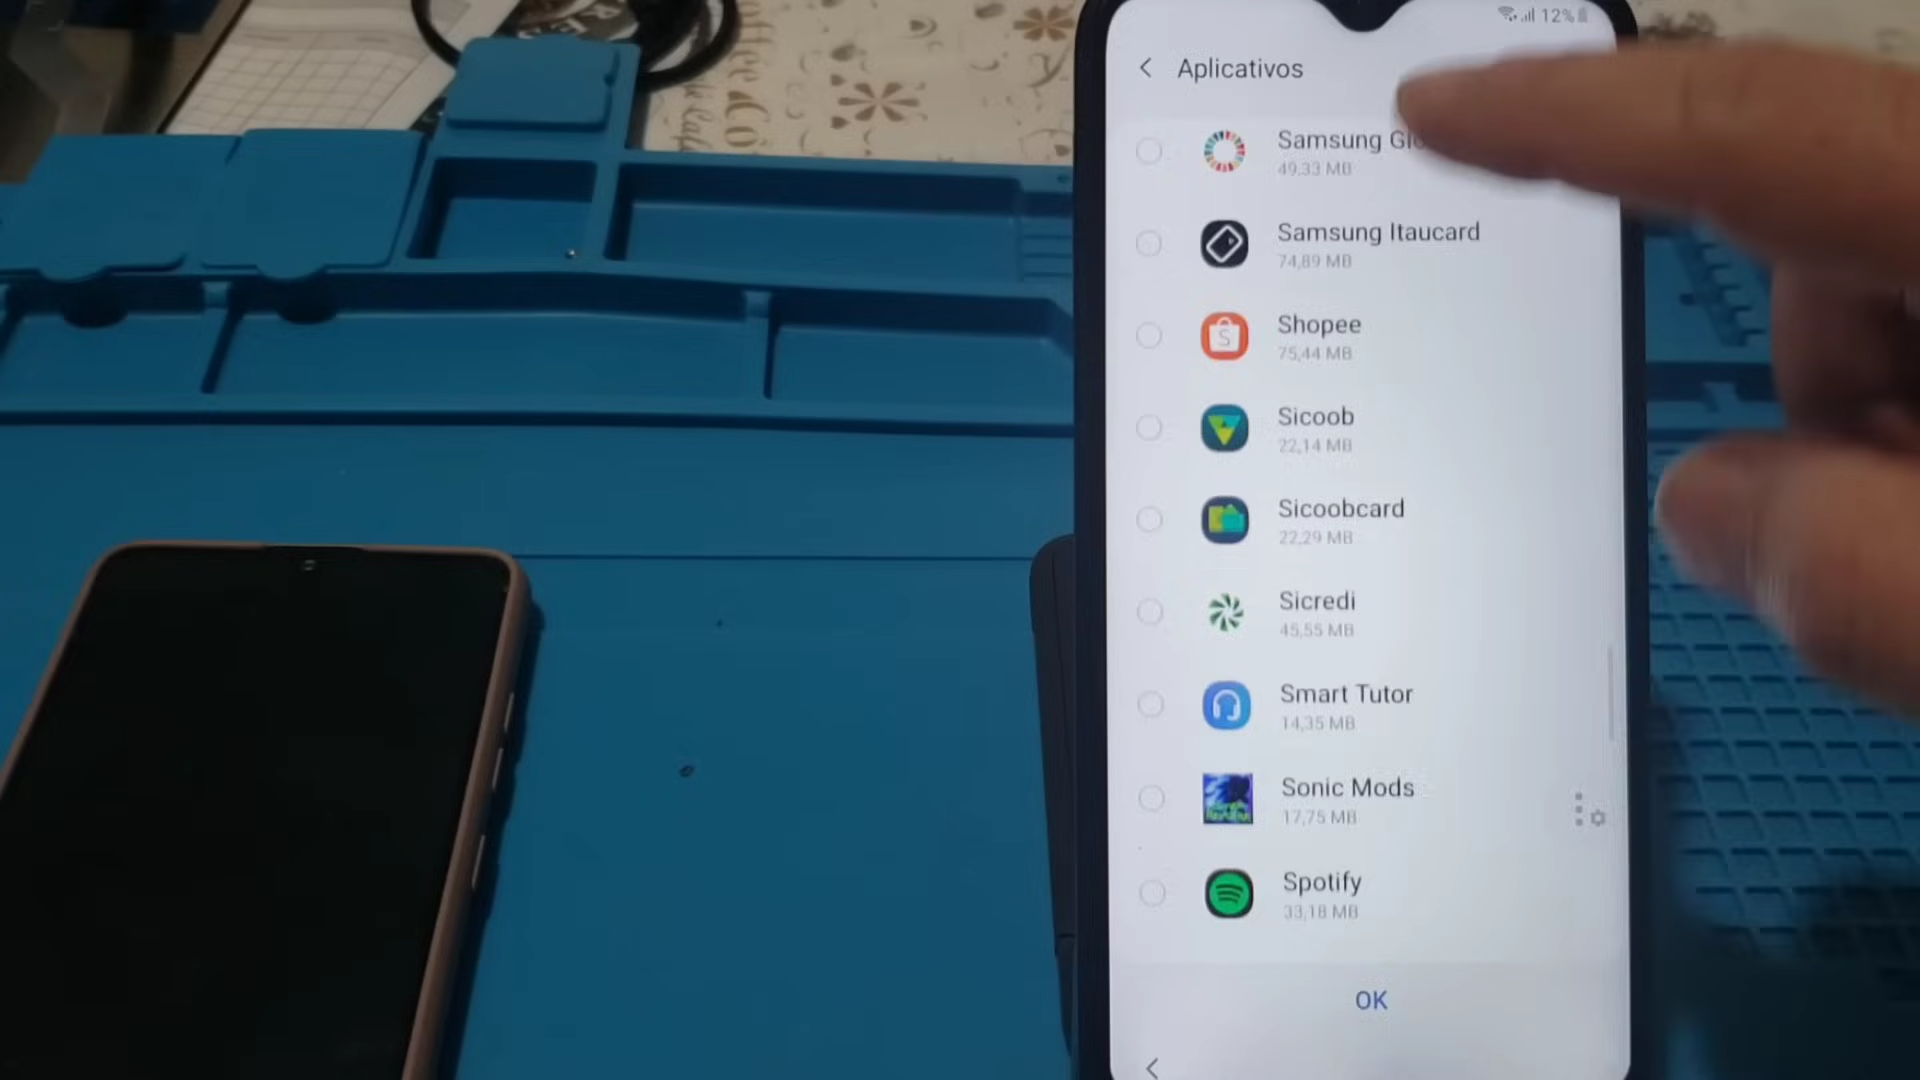 12%
Aplicativos
Samsung
49,33 MB
Samsung Itaucard
74,89 MB
Shopee
75,44 MB
Sicoob
22,14 MB
Sicoobcard
22,29 MB
Sicredi
45,55 MB
Smart Tutor
14,35 MB
Sonic Mods
17,75 MB
Spotify
33,18 MB
OK